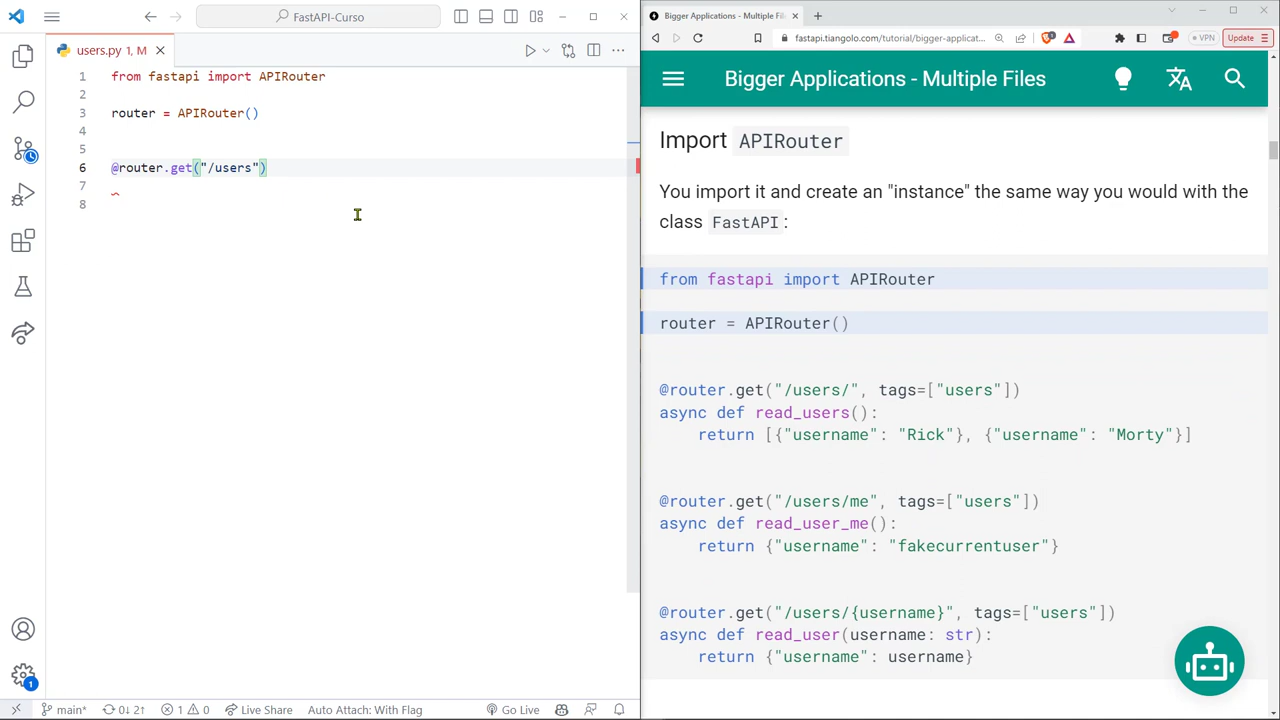 FastAPI-Curso
users.py 1, M
1 from fastapi import APIRouter
2
3 router = APIRouter()
4
5
6 @router.get("/users")
7
8
main*
0↓ 2↑
1 0
Live Share
Auto Attach: With Flag
Go Live
1
Bigger Applications - Multiple Files
fastapi.tiangolo.com/tutorial/bigger-applicat...
VPN
Update
Bigger Applications - Multiple Files
Import APIRouter
You import it and create an "instance" the same way you would with the
class FastAPI:
from fastapi import APIRouter
router = APIRouter()
@router.get("/users/", tags=["users"])
async def read_users():
return [{"username": "Rick"}, {"username": "Morty"}]
@router.get("/users/me", tags=["users"])
async def read_user_me():
return {"username": "fakecurrentuser"}
@router.get("/users/{username}", tags=["users"])
async def read_user(username: str):
return {"username": username}